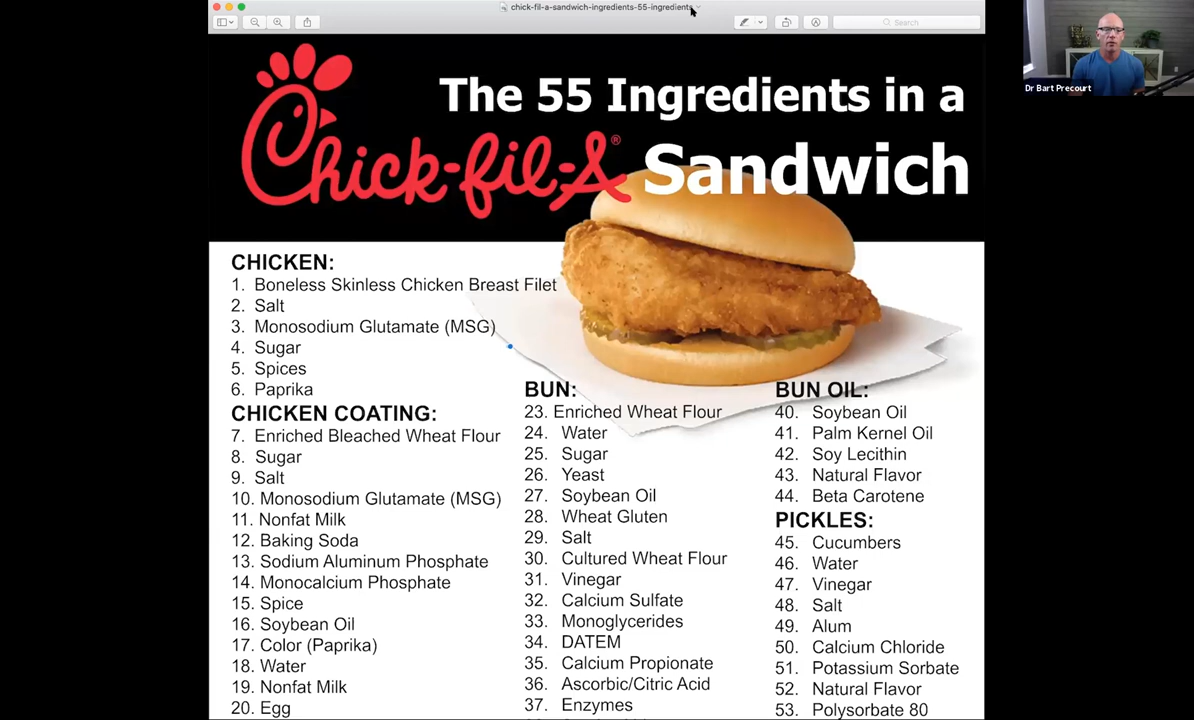 chick-fil-a-sandwich-ingredients-55-ingredients
Search
Dr Bart Precourt
The 55 Ingredients in a
Chick-fil-A® Sandwich
CHICKEN:
1. Boneless Skinless Chicken Breast Filet
2. Salt
3. Monosodium Glutamate (MSG)
4. Sugar
5. Spices
6. Paprika
CHICKEN COATING:
7. Enriched Bleached Wheat Flour
8. Sugar
9. Salt
10. Monosodium Glutamate (MSG)
11. Nonfat Milk
12. Baking Soda
13. Sodium Aluminum Phosphate
14. Monocalcium Phosphate
15. Spice
16. Soybean Oil
17. Color (Paprika)
18. Water
19. Nonfat Milk
20. Egg
BUN:
23. Enriched Wheat Flour
24. Water
25. Sugar
26. Yeast
27. Soybean Oil
28. Wheat Gluten
29. Salt
30. Cultured Wheat Flour
31. Vinegar
32. Calcium Sulfate
33. Monoglycerides
34. DATEM
35. Calcium Propionate
36. Ascorbic/Citric Acid
37. Enzymes
BUN OIL:
40. Soybean Oil
41. Palm Kernel Oil
42. Soy Lecithin
43. Natural Flavor
44. Beta Carotene
PICKLES:
45. Cucumbers
46. Water
47. Vinegar
48. Salt
49. Alum
50. Calcium Chloride
51. Potassium Sorbate
52. Natural Flavor
53. Polysorbate 80